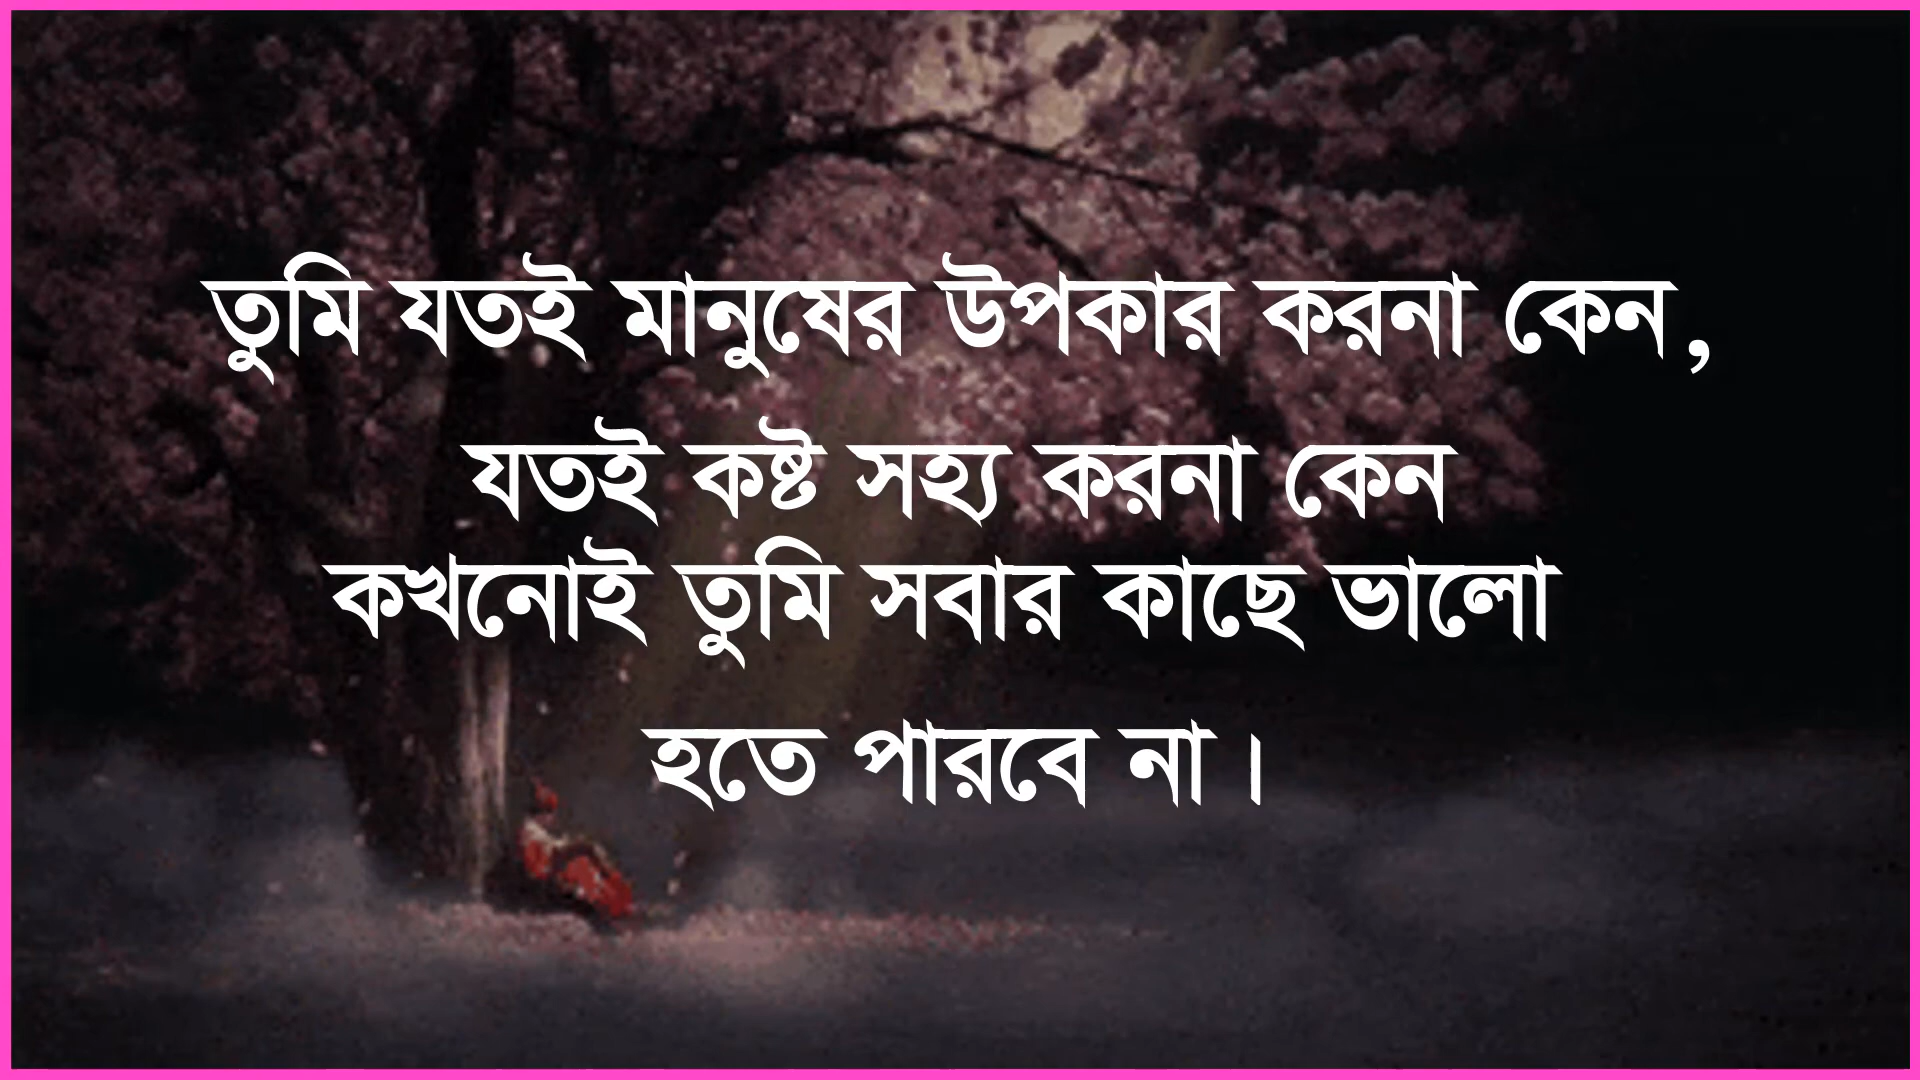 তুমি যতই মানুষের উপকার করনা কেন,
যতই কষ্ট সহ্য করনা কেন
কখনোই তুমি সবার কাছে ভালো
হতে পারবে না।